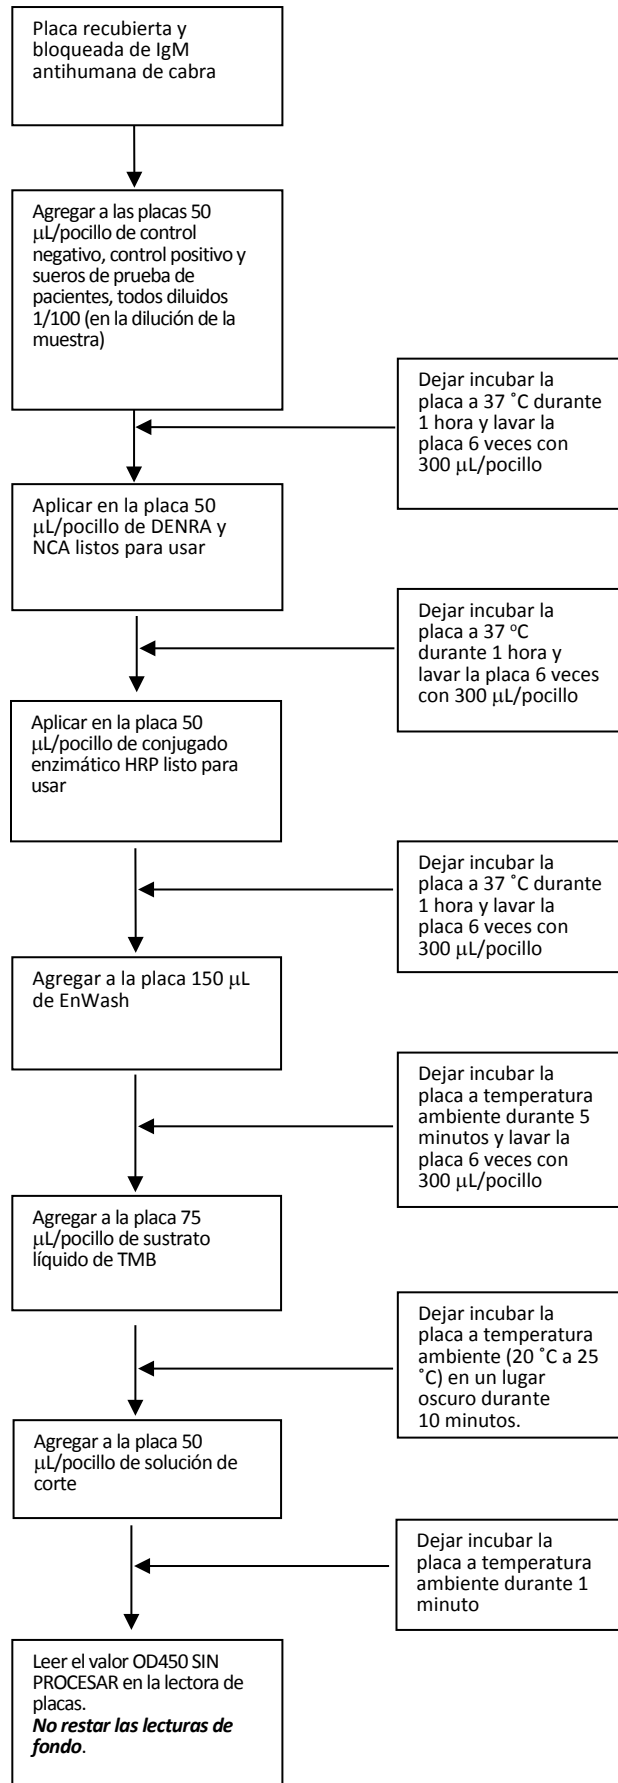 Placa recubierta y
bloqueada de IgM
antihumana de cabra
Agregar a las placas 50
µL/pocillo de control
negativo, control positivo y
sueros de prueba de
pacientes, todos diluidos
1/100 (en la dilución de la
muestra)
Dejar incubar la
placa a 37 ˚C durante
1 hora y lavar la
placa 6 veces con
300 µL/pocillo
Aplicar en la placa 50
µL/pocillo de DENRA y
NCA listos para usar
Dejar incubar la
placa a 37 ºC
durante 1 hora y
lavar la placa 6 veces
con 300 µL/pocillo
Aplicar en la placa 50
µL/pocillo de conjugado
enzimático HRP listo para
usar
Dejar incubar la
placa a 37 ˚C durante
1 hora y lavar la
placa 6 veces con
300 µL/pocillo
Agregar a la placa 150 µL
de EnWash
Dejar incubar la
placa a temperatura
ambiente durante 5
minutos y lavar la
placa 6 veces con
300 µL/pocillo
Agregar a la placa 75
µL/pocillo de sustrato
líquido de TMB
Dejar incubar la
placa a temperatura
ambiente (20 ˚C a 25
˚C) en un lugar
oscuro durante
10 minutos.
Agregar a la placa 50
µL/pocillo de solución de
corte
Dejar incubar la
placa a temperatura
ambiente durante 1
minuto
Leer el valor OD450 SIN
PROCESAR en la lectora de
placas.
No restar las lecturas de
fondo.